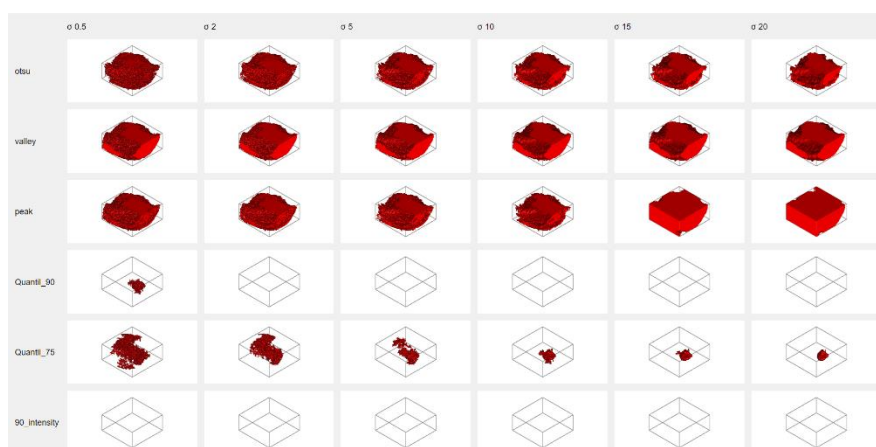 σ 0.5 σ 2 σ 5 σ 10 σ 15 σ 20
otsu
valley
peak
Quantil_90
Quantil_75
90_intensity